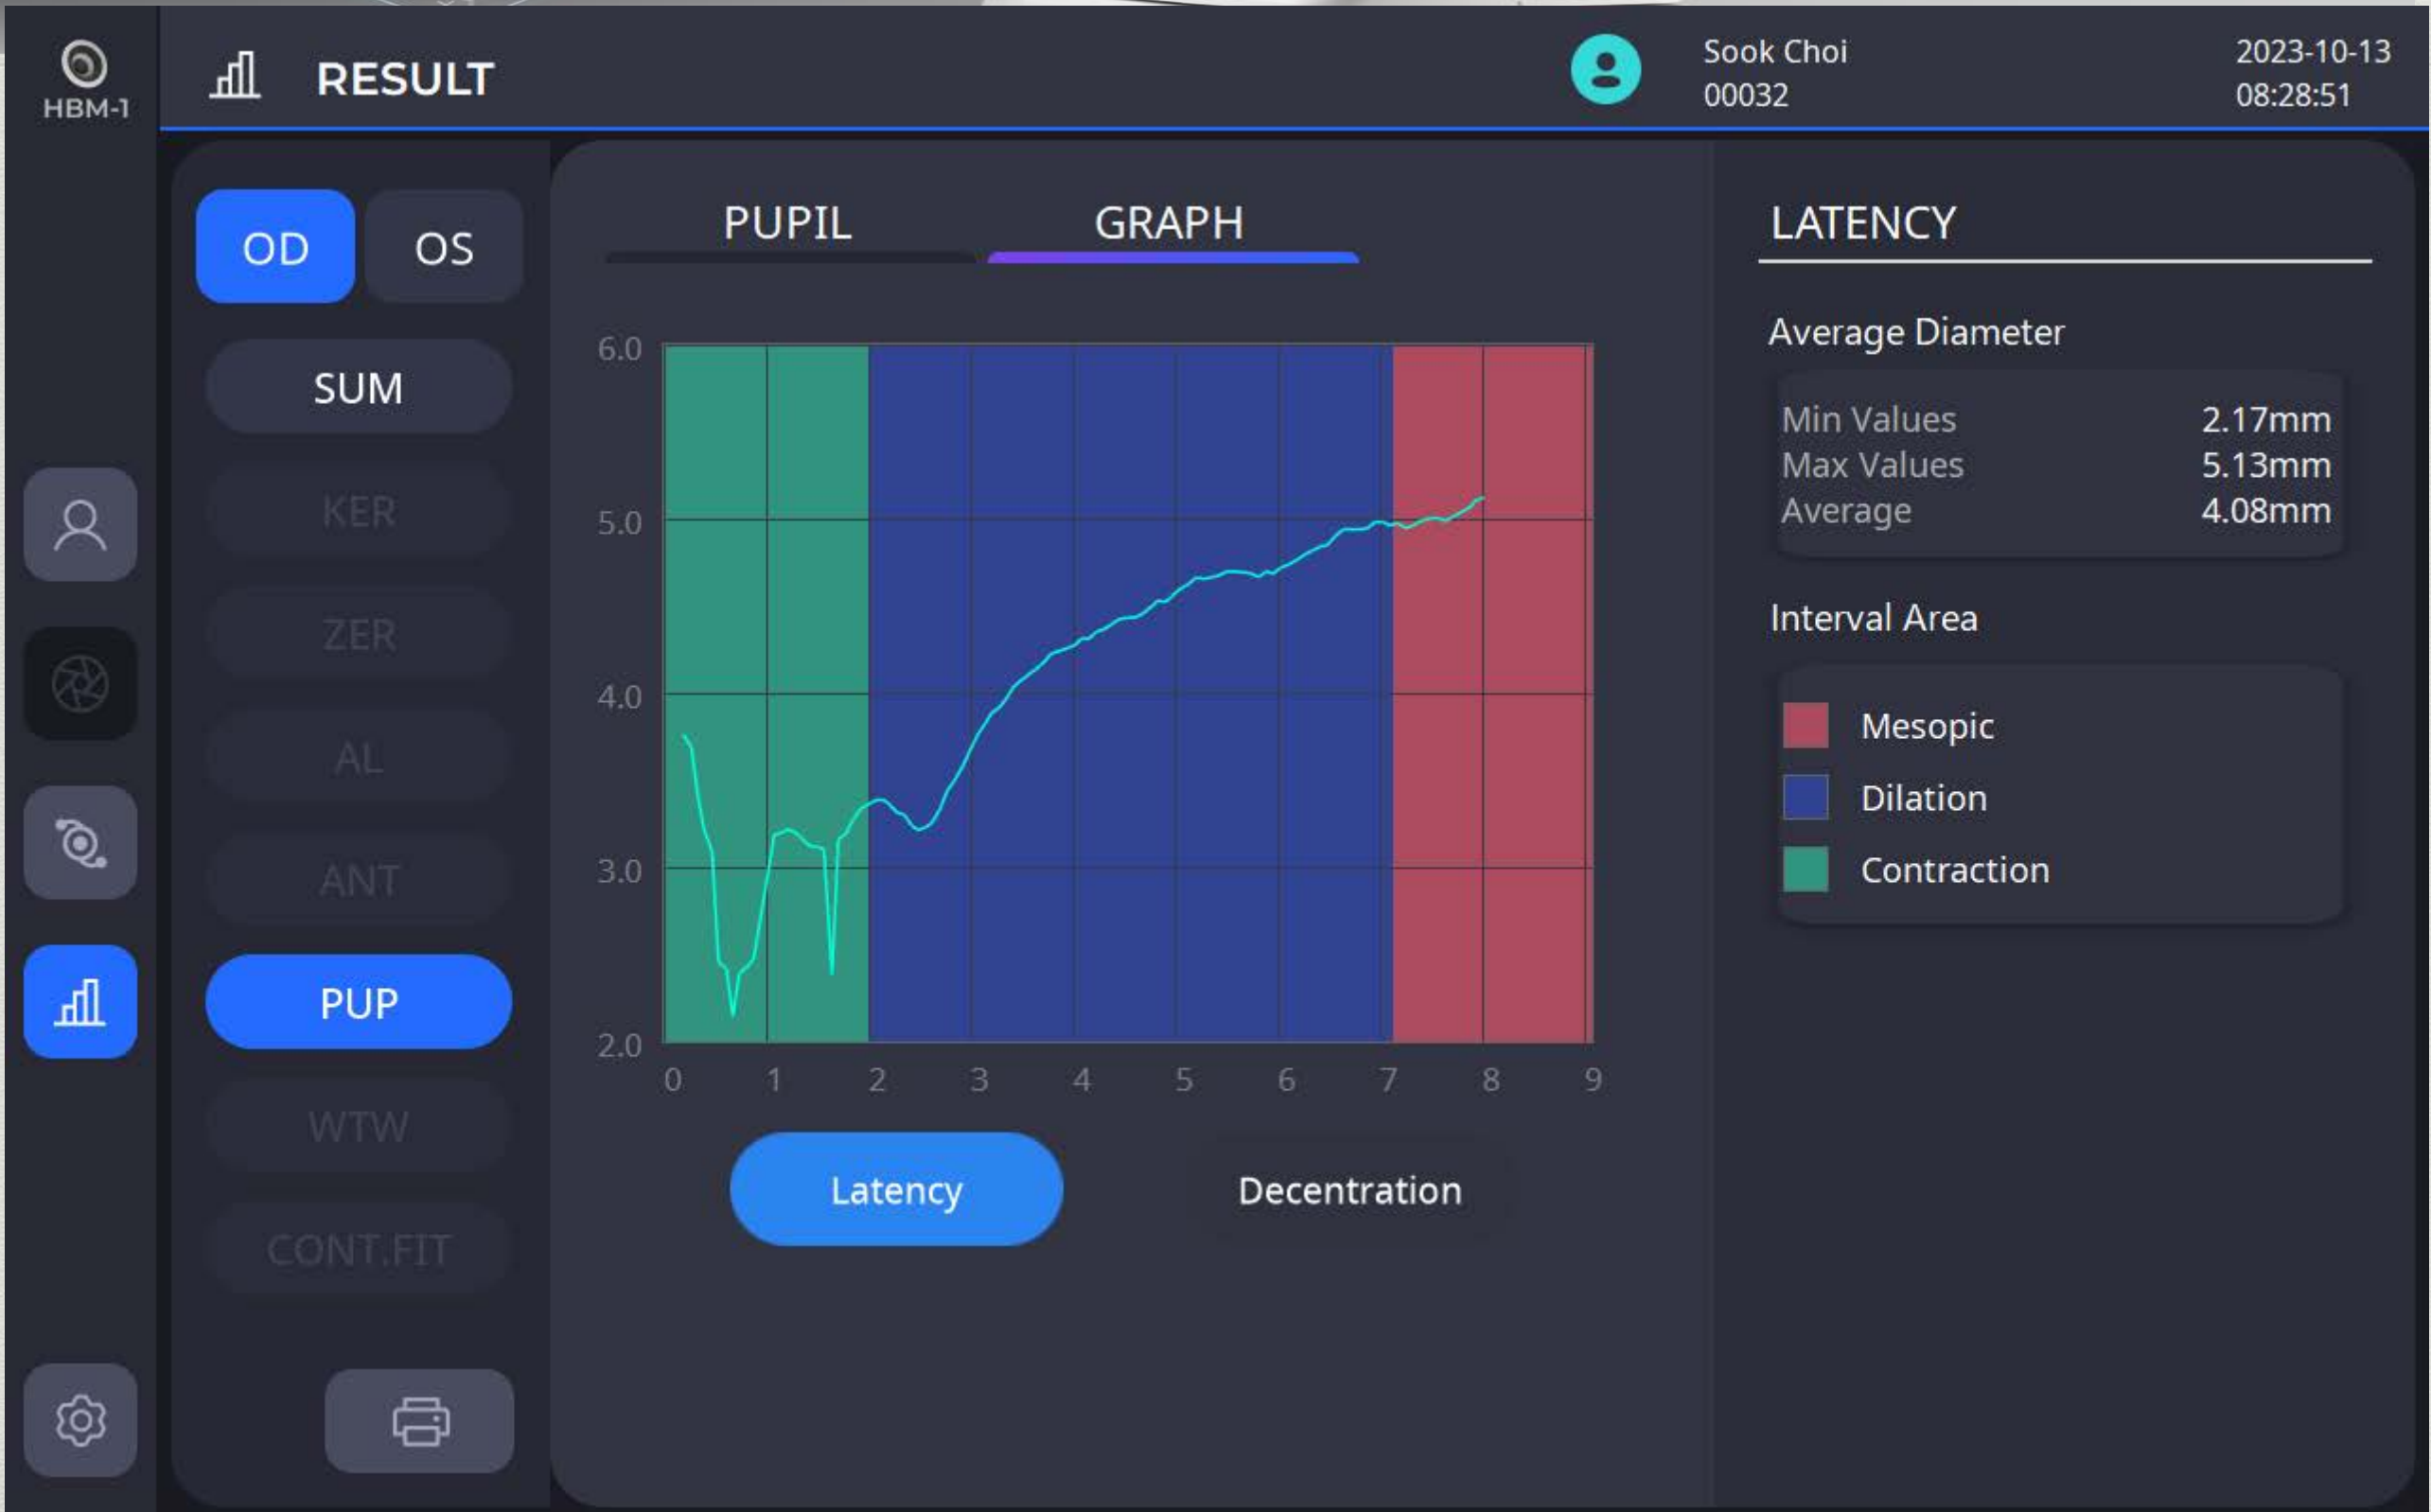 HBM-1
RESULT
Sook Choi
00032
2023-10-13
08:28:51
OD
OS
SUM
KER
ZER
AL
ANT
PUP
WTW
CONT.FIT
PUPIL
GRAPH
6.0
5.0
4.0
3.0
2.0
0 1 2 3 4 5 6 7 8 9
Latency
Decentration
LATENCY
Average Diameter
Min Values 2.17mm
Max Values 5.13mm
Average 4.08mm
Interval Area
Mesopic
Dilation
Contraction